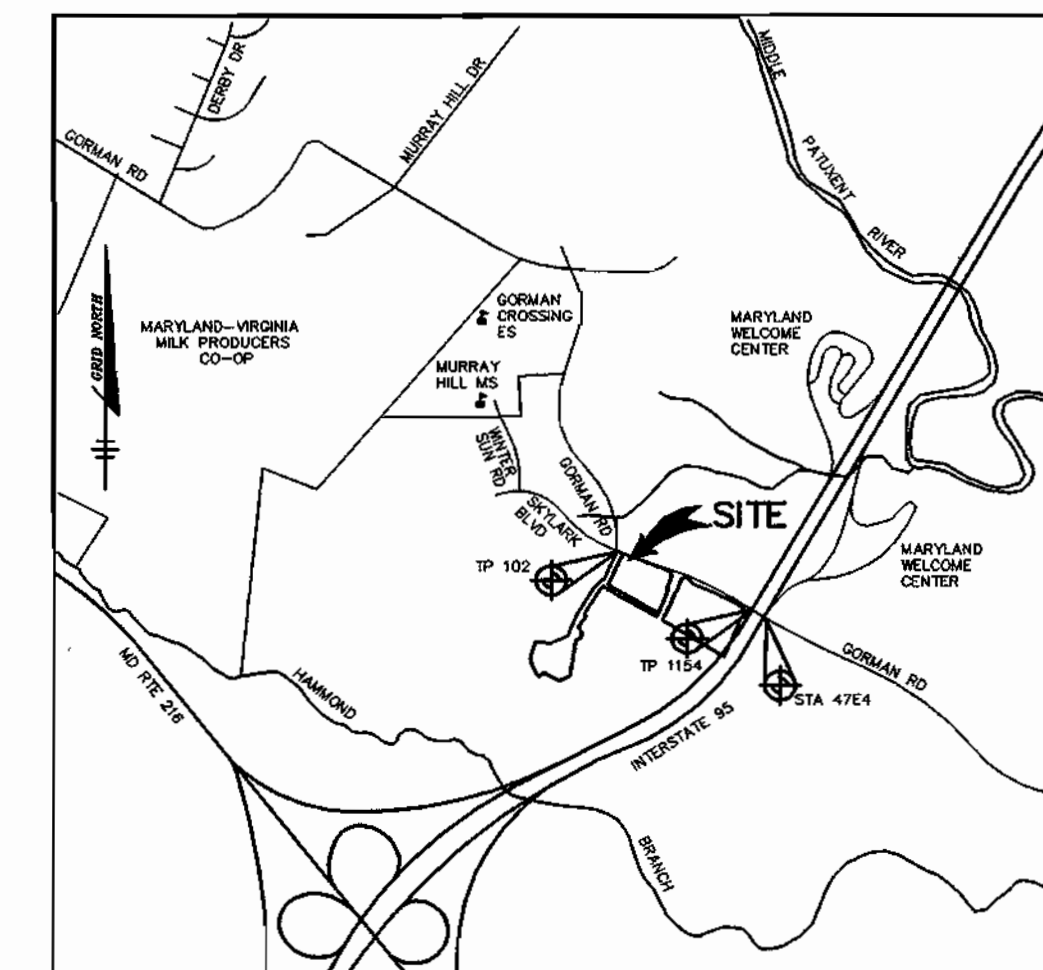 DERBY DR
GORMAN RD
MURRAY HILL DR
MIDDLE
PATUXENT
RIVER
GRID NORTH
MARYLAND-VIRGINIA
MILK PRODUCERS
CO-OP
GORMAN
CROSSING
ES
MURRAY
HILL MS
MARYLAND
WELCOME
CENTER
WINTER
SUN RD
GORMAN RD
SKYLARK
BLVD
SITE
TP 102
MARYLAND
WELCOME
CENTER
TP 1154
STA 47E4
GORMAN RD
MD RTE 216
HAMMOND
INTERSTATE 95
BRANCH